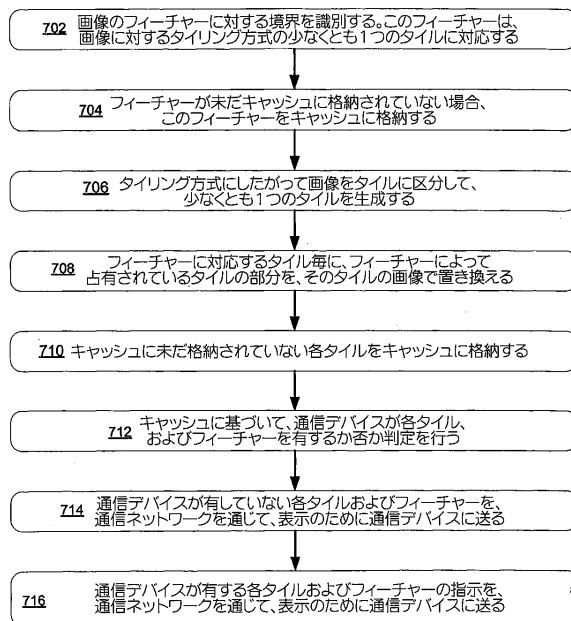 702 画像のフィーチャーに対する境界を識別する。このフィーチャーは、
画像に対するタイリング方式の少なくとも1つのタイルに対応する
704 フィーチャーが未だキャッシュに格納されていない場合、
このフィーチャーをキャッシュに格納する
706 タイリング方式にしたがって画像をタイルに区分して、
少なくとも1つのタイルを生成する
708 フィーチャーに対応するタイル毎に、フィーチャーによって
占有されているタイルの部分を、そのタイルの画像で置き換える
710 キャッシュに未だ格納されていない各タイルをキャッシュに格納する
712 キャッシュに基づいて、通信デバイスが各タイル、
およびフィーチャーを有するか否か判定を行う
714 通信デバイスが有していない各タイルおよびフィーチャーを、
通信ネットワークを通じて、表示のために通信デバイスに送る
716 通信デバイスが有する各タイルおよびフィーチャーの指示を、
通信ネットワークを通じて、表示のために通信デバイスに送る